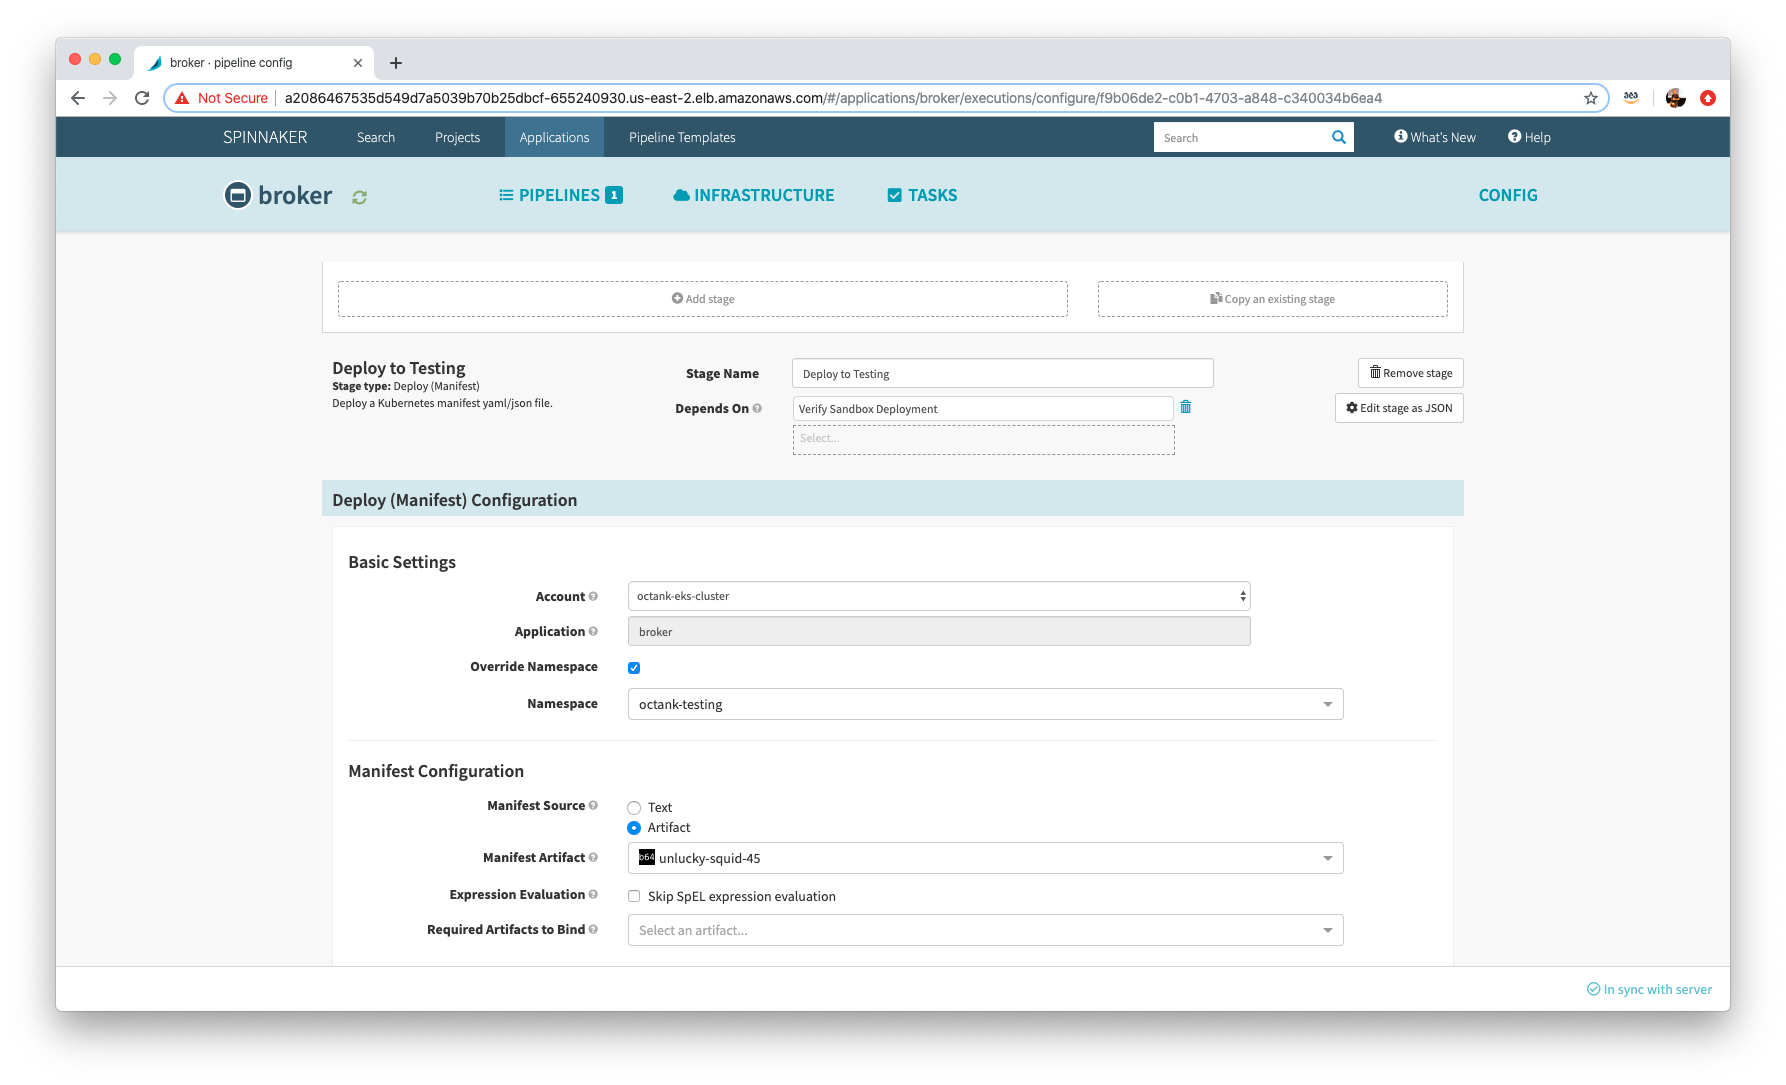 broker · pipeline config
Not Secure a2086467535d549d7a5039b70b25dbcf-655240930.us-east-2.elb.amazonaws.com/#/applications/broker/executions/configure/f9b06de2-c0b1-4703-a848-c340034b6ea4
SPINNAKER Search Projects Applications Pipeline Templates Search What's New Help
broker PIPELINES 1 INFRASTRUCTURE TASKS CONFIG
Add stage Copy an existing stage
Deploy to Testing Stage Name Deploy to Testing Remove stage
Stage type: Deploy (Manifest)
Deploy a Kubernetes manifest yaml/json file.
Depends On Verify Sandbox Deployment Edit stage as JSON
Select...
Deploy (Manifest) Configuration
Basic Settings
Account octank-eks-cluster
Application broker
Override Namespace
Namespace octank-testing
Manifest Configuration
Manifest Source Text
Artifact
Manifest Artifact b64 unlucky-squid-45
Expression Evaluation Skip SpEL expression evaluation
Required Artifacts to Bind Select an artifact...
In sync with server